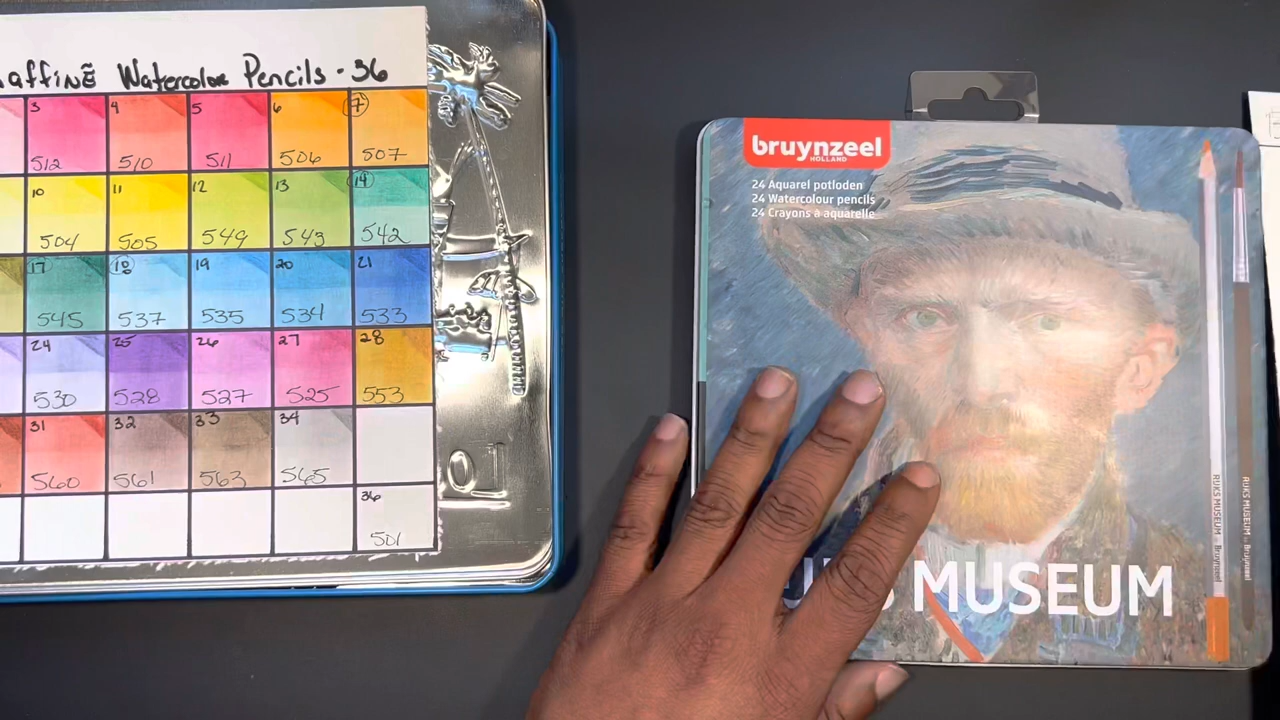 affinē Watercolor Pencils - 36
3 4 5 6 7
512 510 511 506 507
10 11 12 13 14
504 505 549 543 542
17 18 19 20 21
545 537 535 534 533
24 25 26 27 28
530 528 527 525 553
31 32 33 34
560 561 563 565
36
501
bruynzeel
HOLLAND
24 Aquarel potloden
24 Watercolour pencils
24 Crayons à aquarelle
MUSEUM
RIJKS MUSEUM Bruynzeel
RIJKS MUSEUM Bruynzeel